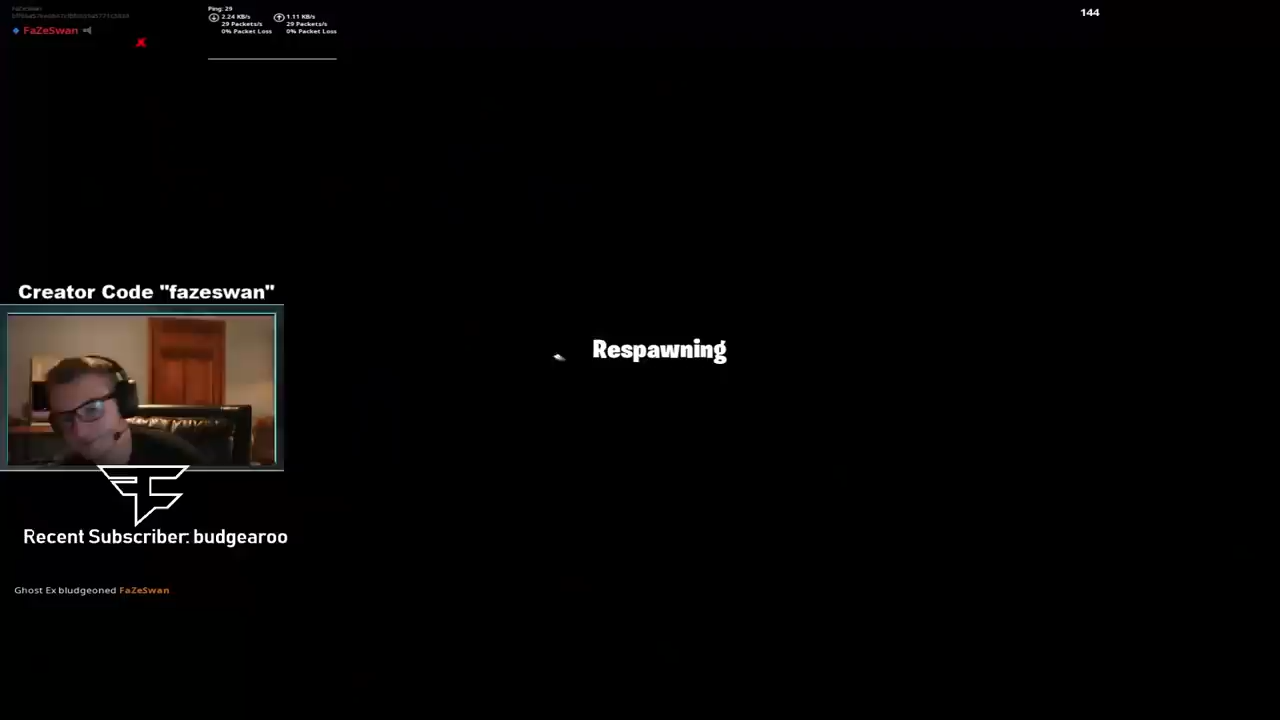 FaZeSwan
FaZeSwan
Ping: 29
2.24 KB/s
1.11 KB/s
29 Packets/s
29 Packets/s
0% Packet Loss
0% Packet Loss
144
Creator Code "fazeswan"
Respawning
Recent Subscriber: budgearoo
Ghost Ex bludgeoned FaZeSwan